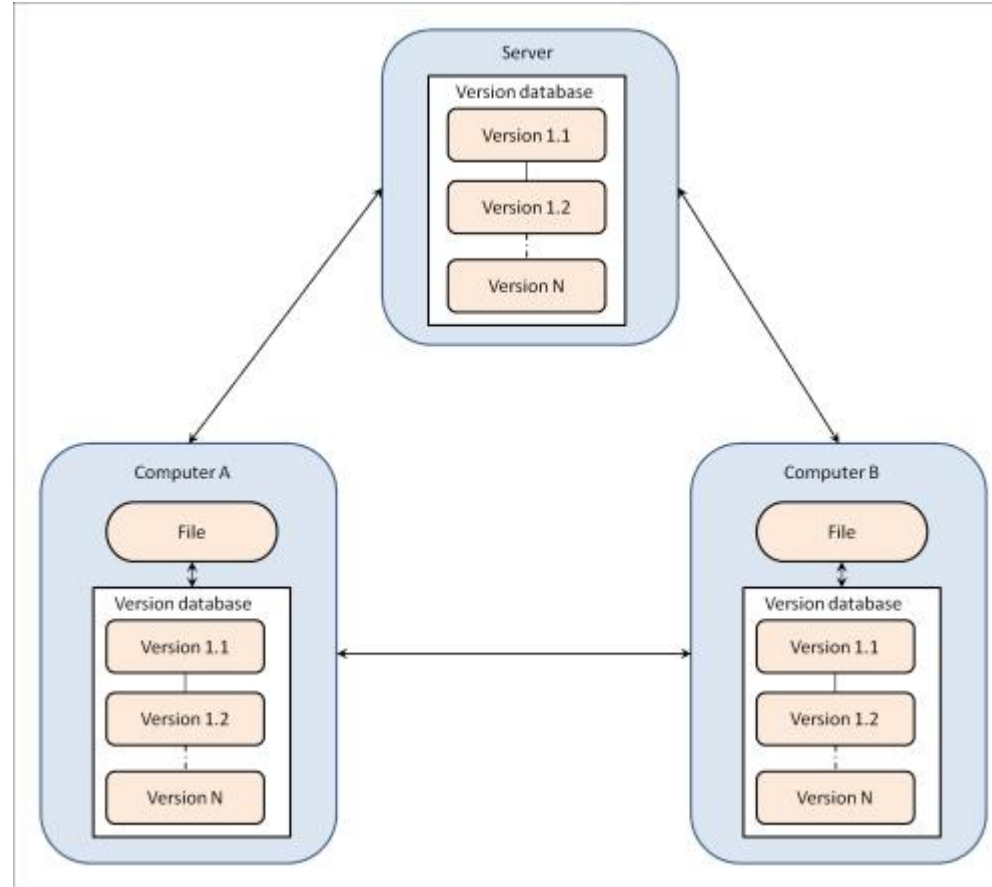 Server
Version database
Version 1.1
Version 1.2
Version N
Computer A
File
Version database
Version 1.1
Version 1.2
Version N
Computer B
File
Version database
Version 1.1
Version 1.2
Version N